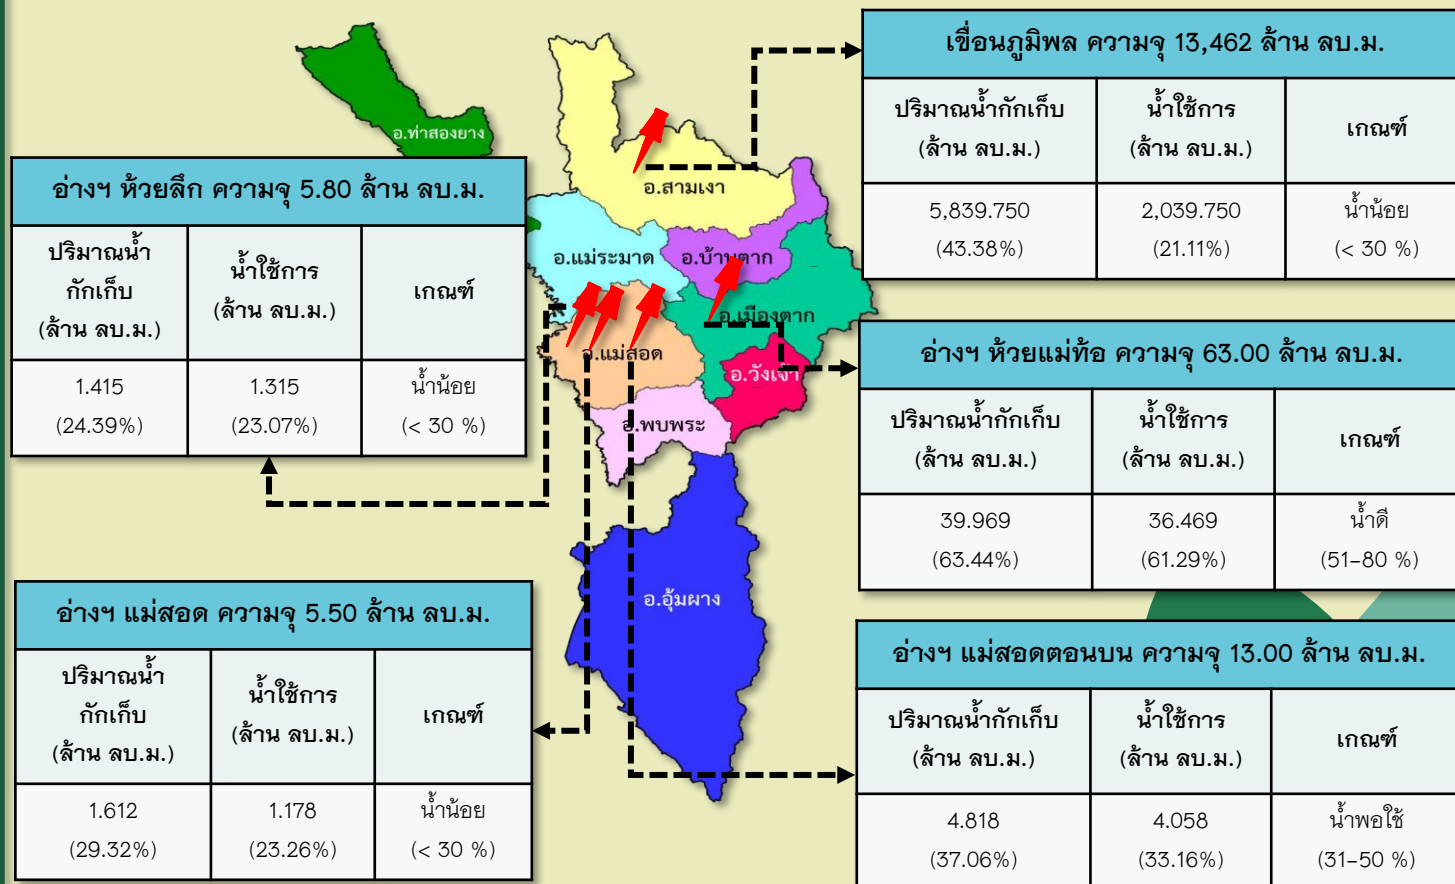 เขื่อนภูมิพล ความจุ 13,462 ล้าน ลบ.ม.
ปริมาณน้ำกักเก็บ
(ล้าน ลบ.ม.)
น้ำใช้การ
(ล้าน ลบ.ม.)
เกณฑ์
5,839.750
(43.38%)
2,039.750
(21.11%)
น้ำน้อย
(< 30 %)
อ.ท่าสองยาง
อ.สามเงา
อ.แม่ระมาด
อ.บ้านตาก
อ.เมืองตาก
อ.แม่สอด
อ.วังเจ้า
อ.พบพระ
อ.อุ้มผาง
อ่างฯ ห้วยลึก ความจุ 5.80 ล้าน ลบ.ม.
ปริมาณน้ำ
กักเก็บ
(ล้าน ลบ.ม.)
น้ำใช้การ
(ล้าน ลบ.ม.)
เกณฑ์
1.415
(24.39%)
1.315
(23.07%)
น้ำน้อย
(< 30 %)
อ่างฯ ห้วยแม่ท้อ ความจุ 63.00 ล้าน ลบ.ม.
ปริมาณน้ำกักเก็บ
(ล้าน ลบ.ม.)
น้ำใช้การ
(ล้าน ลบ.ม.)
เกณฑ์
39.969
(63.44%)
36.469
(61.29%)
น้ำดี
(51-80 %)
อ่างฯ แม่สอด ความจุ 5.50 ล้าน ลบ.ม.
ปริมาณน้ำ
กักเก็บ
(ล้าน ลบ.ม.)
น้ำใช้การ
(ล้าน ลบ.ม.)
เกณฑ์
1.612
(29.32%)
1.178
(23.26%)
น้ำน้อย
(< 30 %)
อ่างฯ แม่สอดตอนบน ความจุ 13.00 ล้าน ลบ.ม.
ปริมาณน้ำกักเก็บ
(ล้าน ลบ.ม.)
น้ำใช้การ
(ล้าน ลบ.ม.)
เกณฑ์
4.818
(37.06%)
4.058
(33.16%)
น้ำพอใช้
(31-50 %)